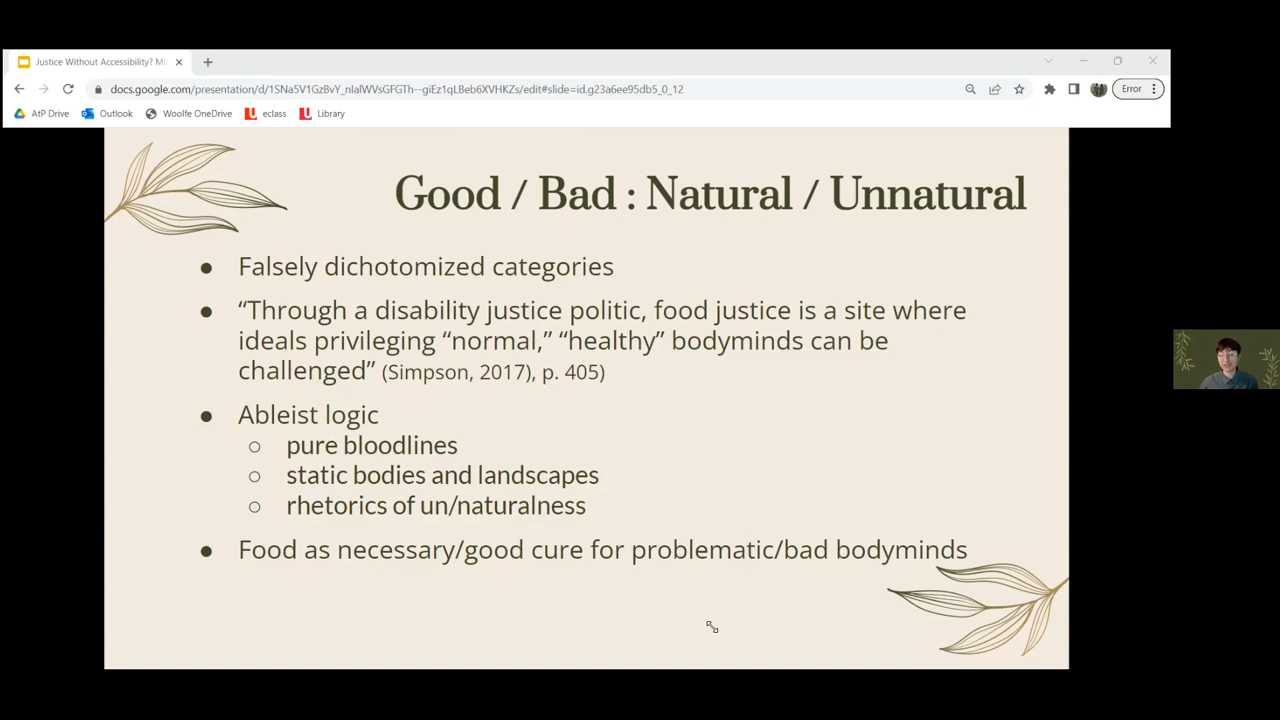 Justice Without Accessibility? M
docs.google.com/presentation/d/1SNa5V1GzBvY_nlalWVsGFGTh--giEz1qLBeb6XVHKZs/edit#slide=id.g23a6ee95db5_0_12
Error
AtP Drive
Outlook
Woolfe OneDrive
eclass
Library
Good / Bad : Natural / Unnatural
● Falsely dichotomized categories
● “Through a disability justice politic, food justice is a site where
ideals privileging “normal,” “healthy” bodyminds can be
challenged” (Simpson, 2017), p. 405)
● Ableist logic
○ pure bloodlines
○ static bodies and landscapes
○ rhetorics of un/naturalness
● Food as necessary/good cure for problematic/bad bodyminds